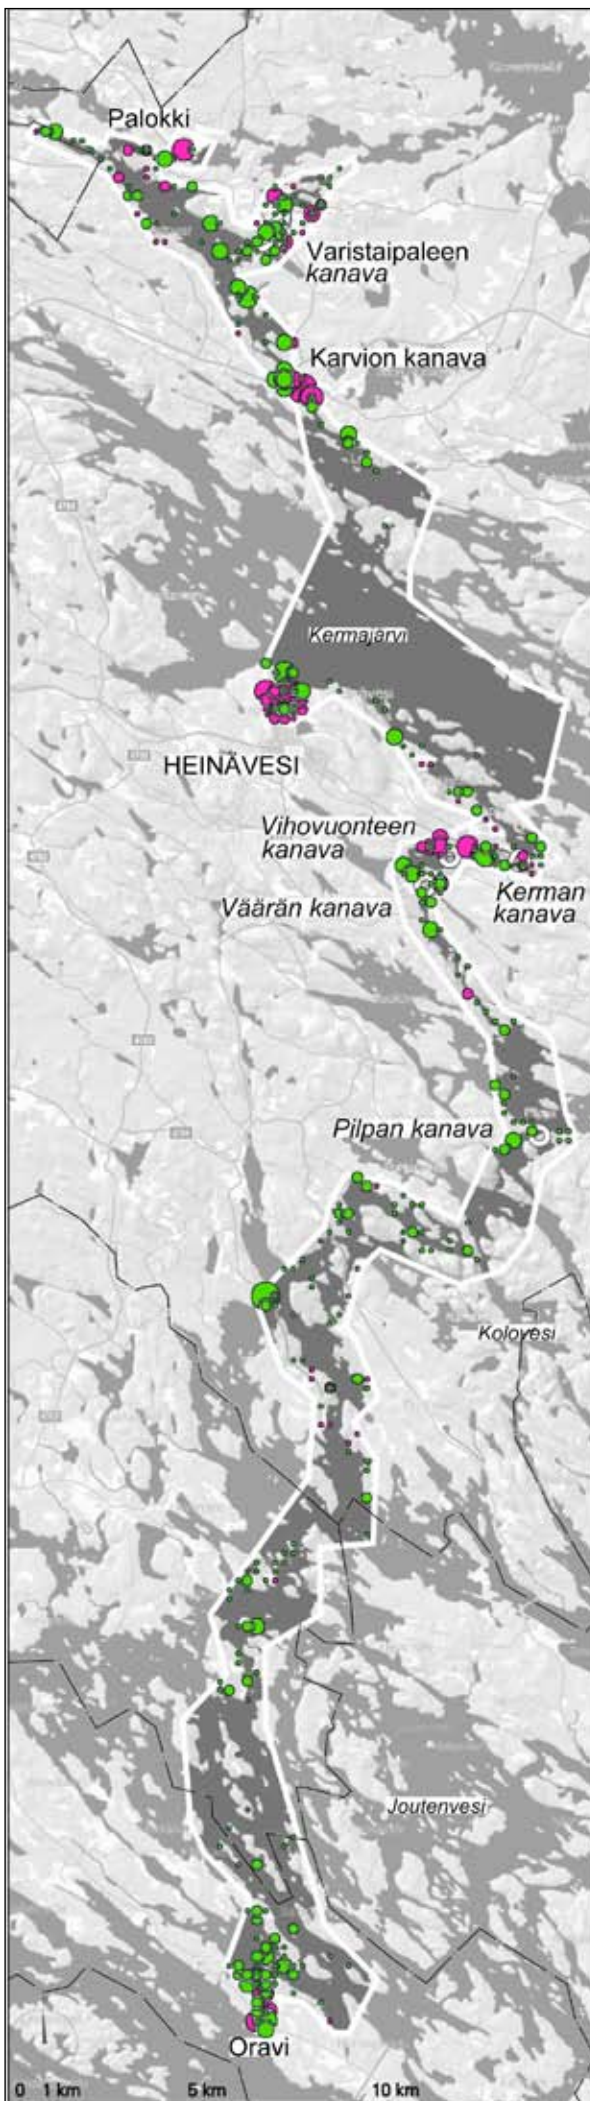 Palokki
Varistaipaleen
kanava
Karvion kanava
Kermajärvi
HEINÄVESI
Vihovuonteen
kanava
Kerman
kanava
Väärän kanava
Pilpan kanava
Kolovesi
Joutenvesi
Oravi
0 1 km 5 km 10 km